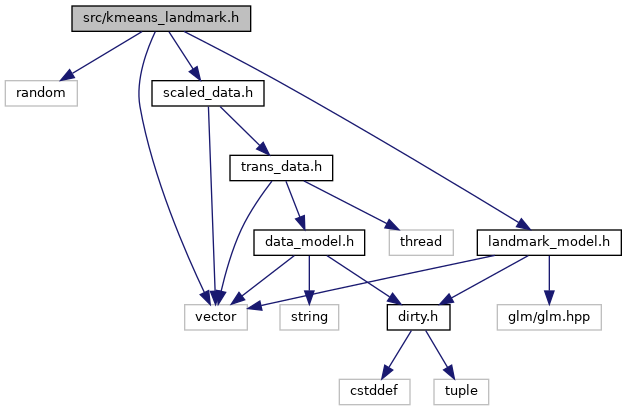 src/kmeans_landmark.h
random
scaled_data.h
trans_data.h
data_model.h
thread
landmark_model.h
vector
string
dirty.h
glm/glm.hpp
cstddef
tuple